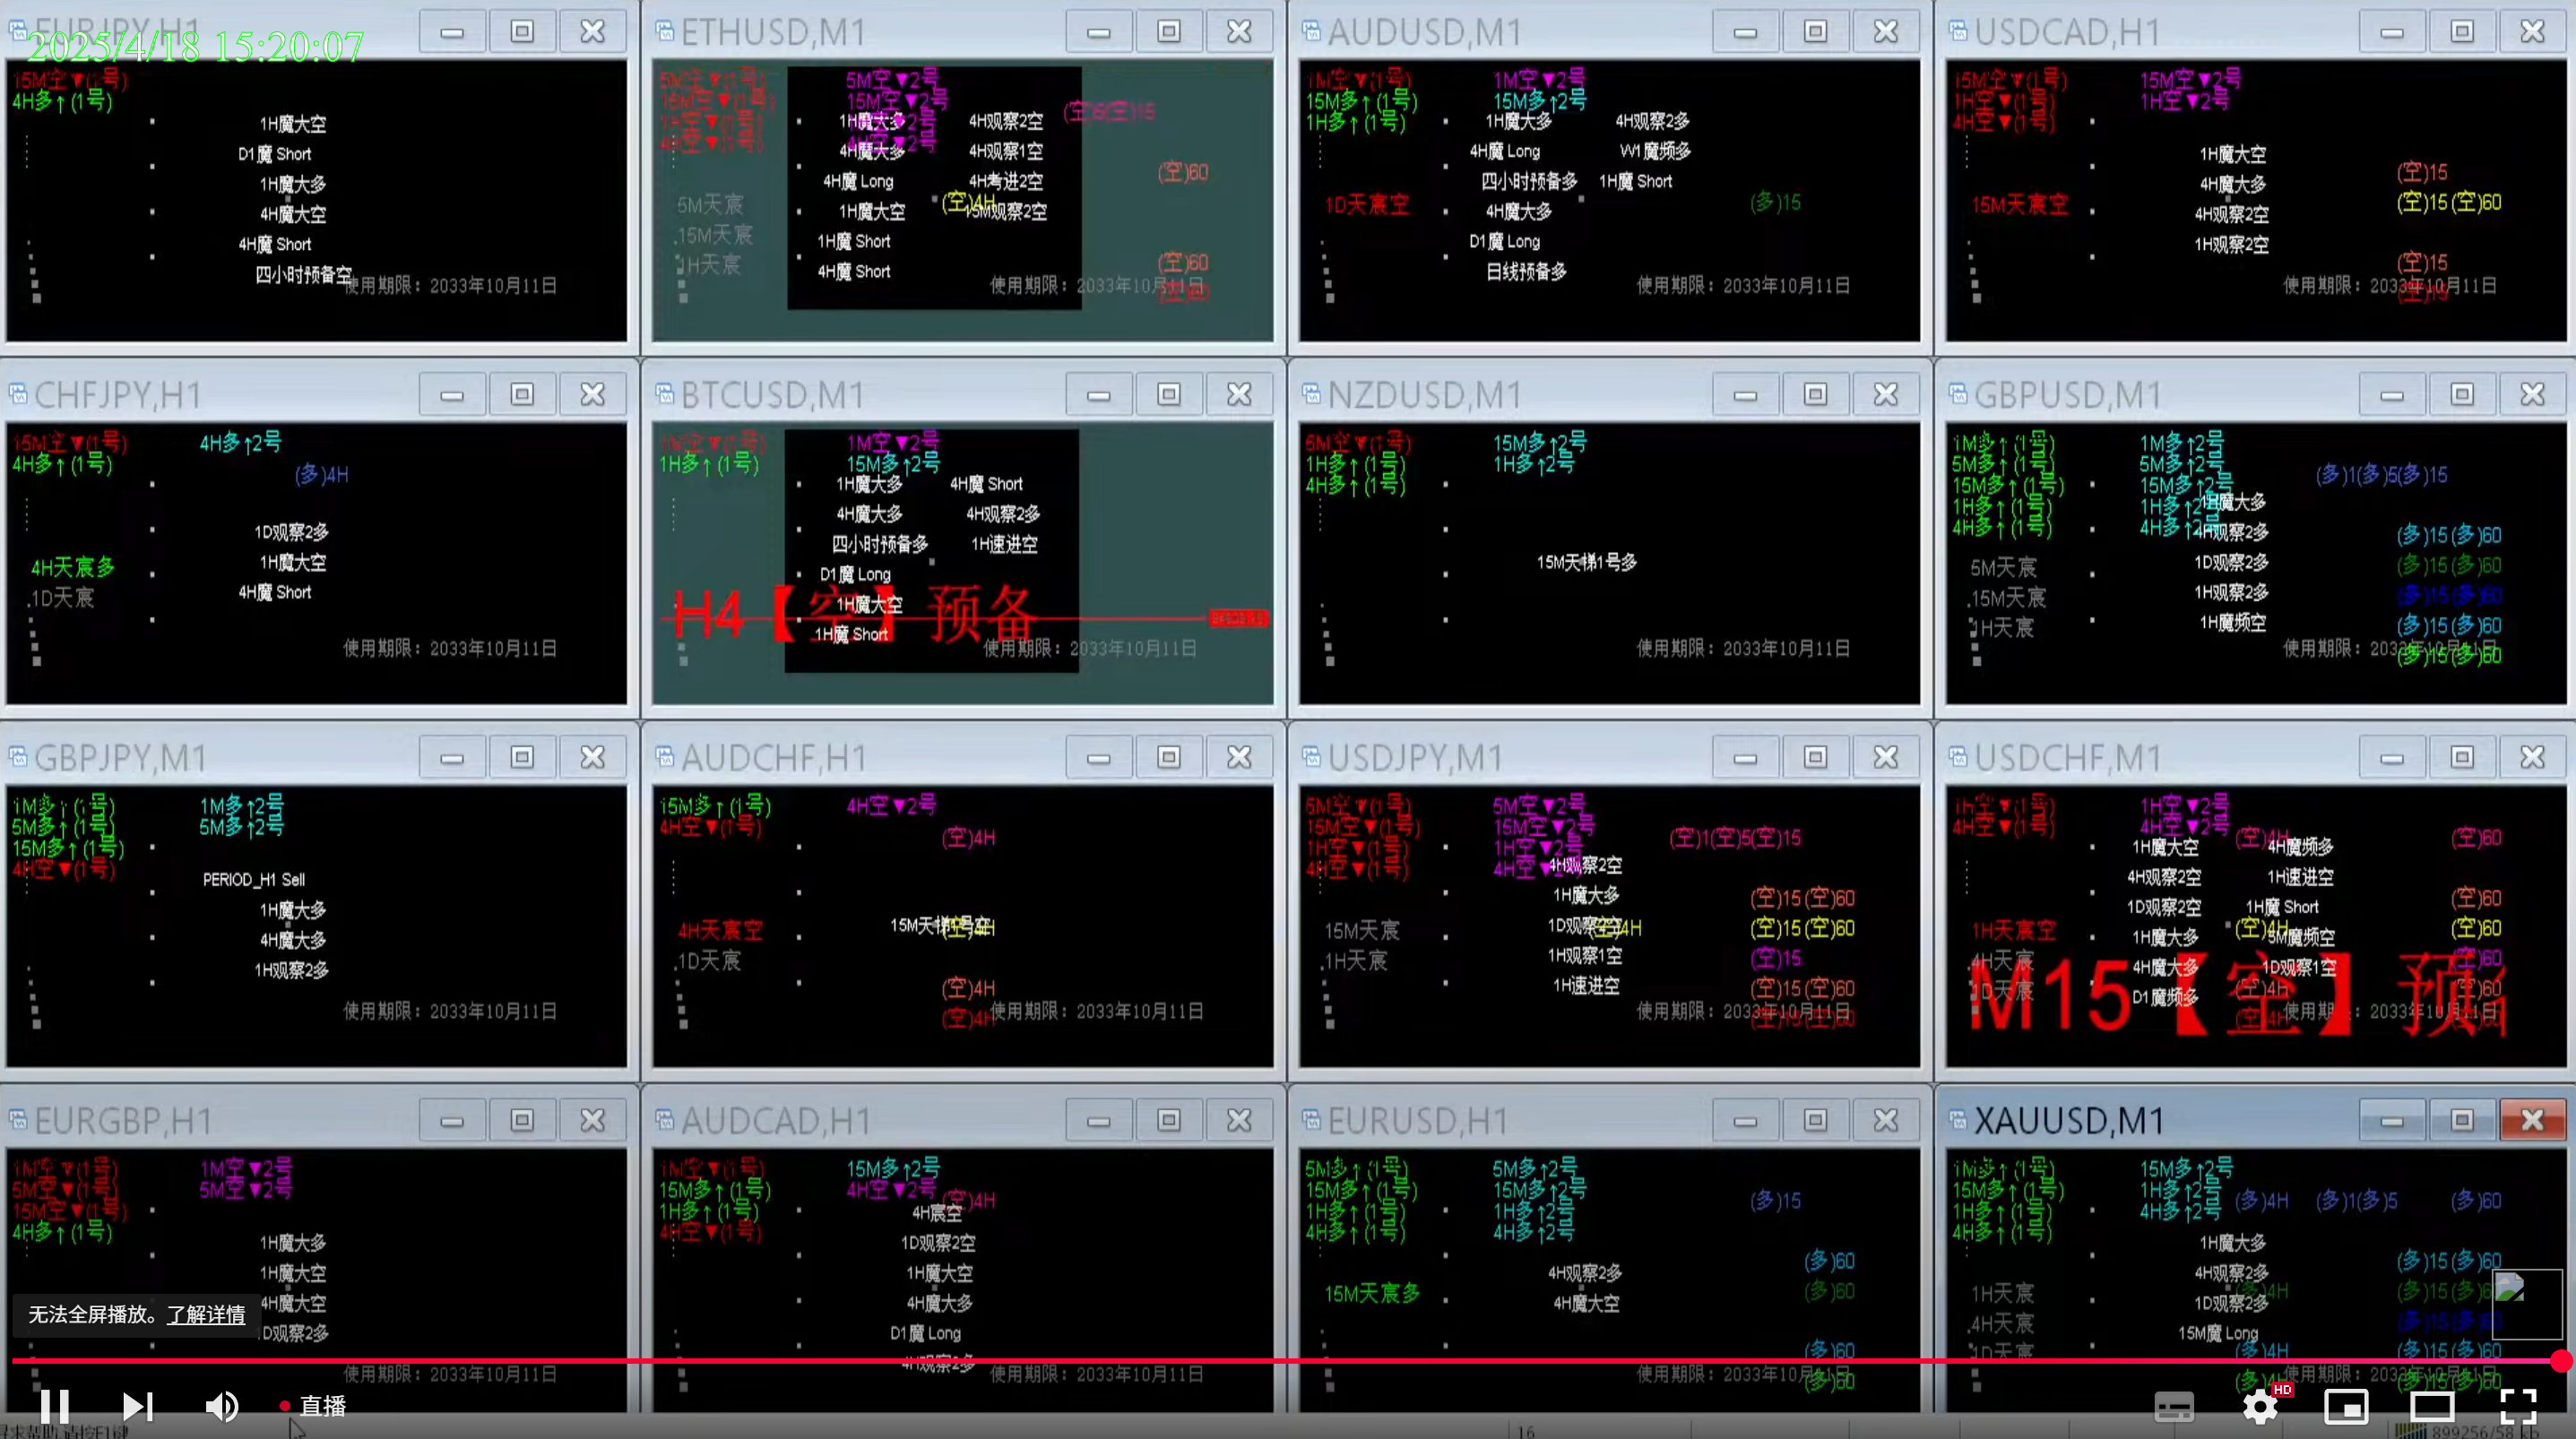 EURJPY,H1
2025/4/18 15:20:07
15M空▼(1号)
4H多↑(1号)
1H魔大空
D1魔 Short
1H魔大多
4H魔大空
4H魔 Short
四小时预备空
使用期限：2033年10月11日
ETHUSD,M1
5M空▼(1号)
15M空▼(1号)
1H空▼(1号)
4H空▼(1号)
5M空▼2号
15M空▼2号
1H魔大多
4H魔大多
4H魔 Long
1H魔大空
1H魔 Short
4H魔 Short
4H观察2空
4H观察1空
4H考进2空
15M观察2空
(空)4H
(空)5(空)15
(空)60
(空)60
(空)60
5M天宸
15M天宸
1H天宸
使用期限：2033年10月11日
AUDUSD,M1
1M空▼(1号)
15M多↑(1号)
1H多↑(1号)
1M空▼2号
15M多↑2号
1H魔大多
4H魔 Long
四小时预备多
4H魔大多
D1魔 Long
日线预备多
4H观察2多
W1魔频多
1H魔 Short
1D天宸空
(多)15
使用期限：2033年10月11日
USDCAD,H1
15M空▼(1号)
1H空▼(1号)
4H空▼(1号)
15M空▼2号
1H空▼2号
1H魔大空
4H魔大多
4H观察2空
1H观察2空
15M天宸空
(空)15
(空)15(空)60
(空)15
(空)15
使用期限：2033年10月11日
CHFJPY,H1
15M空▼(1号)
4H多↑(1号)
4H多↑2号
(多)4H
1D观察2多
1H魔大空
4H魔 Short
4H天宸多
1D天宸
使用期限：2033年10月11日
BTCUSD,M1
1M空▼(1号)
1H多↑(1号)
1M空▼2号
15M多↑2号
1H魔大多
4H魔大多
四小时预备多
D1魔 Long
1H魔大空
1H魔 Short
4H魔 Short
4H观察2多
1H速进空
H4【空】预备
使用期限：2033年10月11日
NZDUSD,M1
5M空▼(1号)
1H多↑(1号)
4H多↑(1号)
15M多↑2号
1H多↑2号
15M天梯1号多
使用期限：2033年10月11日
GBPUSD,M1
1M多↑(1号)
5M多↑(1号)
15M多↑(1号)
1H多↑(1号)
4H多↑(1号)
1M多↑2号
5M多↑2号
15M多↑2号
1H多↑2号
4H多↑2号
1H魔大多
4H观察2多
1D观察2多
1H观察2多
1H魔频空
(多)1(多)5(多)15
(多)15(多)60
(多)15(多)60
(多)15(多)60
(多)15(多)60
(多)15(多)60
5M天宸
15M天宸
1H天宸
使用期限：2033年10月11日
GBPJPY,M1
1M多↑(1号)
5M多↑(1号)
15M多↑(1号)
4H空▼(1号)
1M多↑2号
5M多↑2号
PERIOD_H1 Sell
1H魔大多
4H魔大多
1H观察2多
使用期限：2033年10月11日
AUDCHF,H1
15M多↑(1号)
4H空▼(1号)
4H空▼2号
(空)4H
15M天梯1号空
(空)4H
(空)4H
(空)4H
4H天宸空
1D天宸
使用期限：2033年10月11日
USDJPY,M1
5M空▼(1号)
15M空▼(1号)
1H空▼(1号)
4H空▼(1号)
5M空▼2号
15M空▼2号
1H空▼2号
4H空▼2号
4H观察2空
1H魔大多
1D观察2空
1H观察1空
1H速进空
(空)4H
(空)1(空)5(空)15
(空)15(空)60
(空)15(空)60
(空)15
(空)15(空)60
(空)15(空)60
15M天宸
1H天宸
使用期限：2033年10月11日
USDCHF,M1
1H空▼(1号)
4H空▼(1号)
1H空▼2号
4H空▼2号
1H魔大空
4H观察2空
1D观察2空
1H魔大多
4H魔大多
D1魔频多
4H魔频多
1H速进空
1H魔 Short
5M魔频空
1D观察1空
(空)4H
(空)4H
(空)4H
(空)4H
(空)60
(空)60
(空)60
(空)60
(空)60
1H天宸空
4H天宸
1D天宸
M15【空】预
使用期限：2033年10月11日
EURGBP,H1
1M空▼(1号)
5M空▼(1号)
15M空▼(1号)
4H多↑(1号)
1M空▼2号
5M空▼2号
1H魔大多
1H魔大空
4H魔大空
1D观察2多
使用期限：2033年10月11日
AUDCAD,H1
1M空▼(1号)
15M多↑(1号)
1H多↑(1号)
4H空▼(1号)
15M多↑2号
4H空▼2号
(空)4H
4H宸空
1D观察2空
1H魔大空
4H魔大多
D1魔 Long
4H观察2多
使用期限：2033年10月11日
EURUSD,H1
5M多↑(1号)
15M多↑(1号)
1H多↑(1号)
4H多↑(1号)
5M多↑2号
15M多↑2号
1H多↑2号
4H多↑2号
4H观察2多
4H魔大空
15M天宸多
(多)15
(多)60
(多)60
(多)60
(多)60
使用期限：2033年10月11日
XAUUSD,M1
1M多↑(1号)
15M多↑(1号)
1H多↑(1号)
4H多↑(1号)
15M多↑2号
1H多↑2号
4H多↑2号
(多)4H
(多)1(多)5
(多)60
1H魔大多
4H观察2多
1D观察2多
15M魔 Long
(多)15(多)60
(多)15(多)60
(多)15(多)60
(多)4H
(多)15(多)60
(多)15(多)60
1H天宸
4H天宸
1D天宸
使用期限：2033年10月11日
无法全屏播放。了解详情
直播
HD
16
899256/58 kb